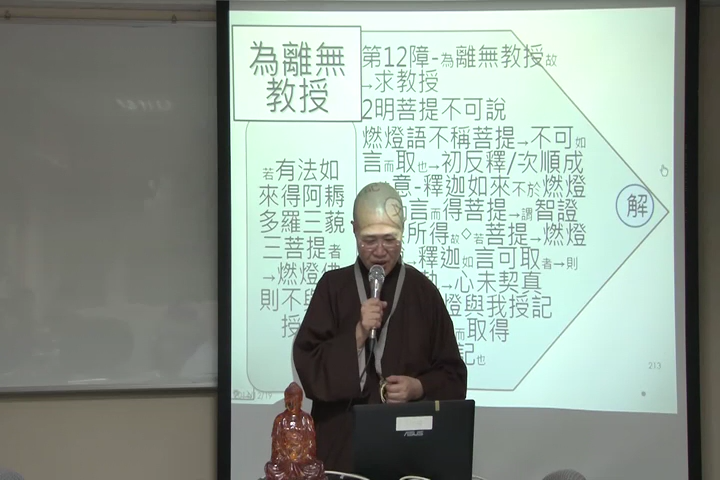 為離無
教授
第12障-為離無教授故
→求教授
2明菩提不可說
燃燈語不稱菩提→不可如
言而取也→初反釋/次順成
意-釋迦如來不於燃燈
言而得菩提→謂智證
所得故◇若菩提→燃燈
→釋迦如言可取者→則
→心未契真
燈與我授記
而取得
記也
若有法如
來得阿耨
多羅三藐
三菩提者
→燃燈佛
則不與
授
解
213
ASUS